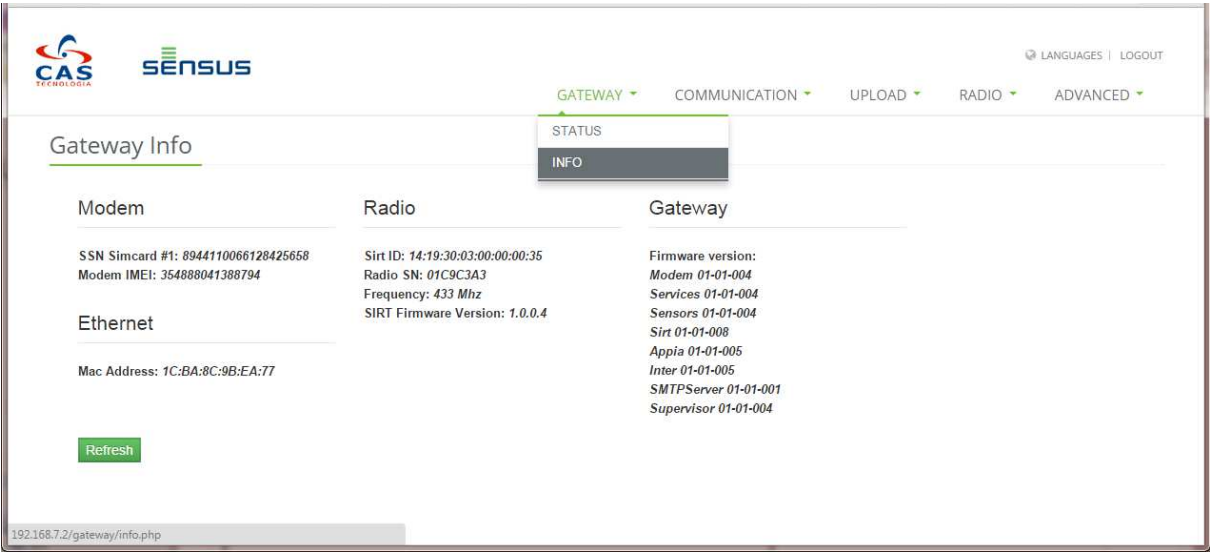 CAS
TECNOLOGIA
sensus
LANGUAGES | LOGOUT
GATEWAY COMMUNICATION UPLOAD RADIO ADVANCED
STATUS
INFO
Gateway Info
Modem
SSN Simcard #1: 8944110066128425658
Modem IMEI: 354888041388794
Ethernet
Mac Address: 1C:BA:8C:9B:EA:77
Refresh
Radio
Sirt ID: 14:19:30:03:00:00:00:35
Radio SN: 01C9C3A3
Frequency: 433 Mhz
SIRT Firmware Version: 1.0.0.4
Gateway
Firmware version:
Modem 01-01-004
Services 01-01-004
Sensors 01-01-004
Sirt 01-01-008
Appia 01-01-005
Inter 01-01-005
SMTPServer 01-01-001
Supervisor 01-01-004
192.168.7.2/gateway/info.php